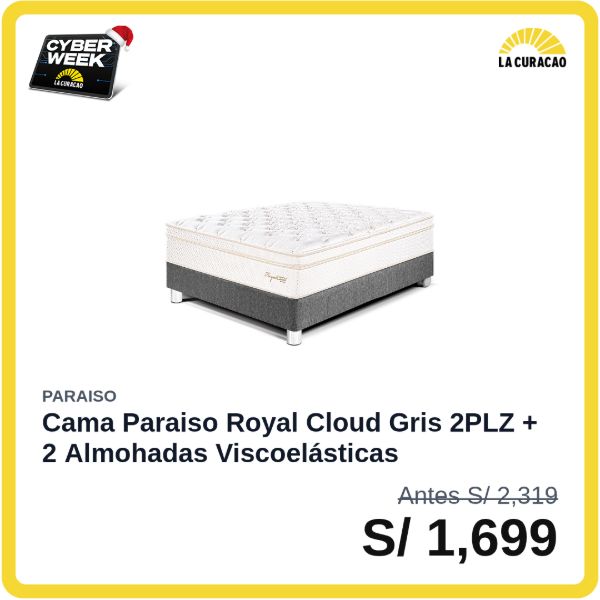 CYBER
WEEK
LA CURACAO
LA CURACAO
PARAISO
Cama Paraiso Royal Cloud Gris 2PLZ +
2 Almohadas Viscoelásticas
Antes S/ 2,319
S/ 1,699